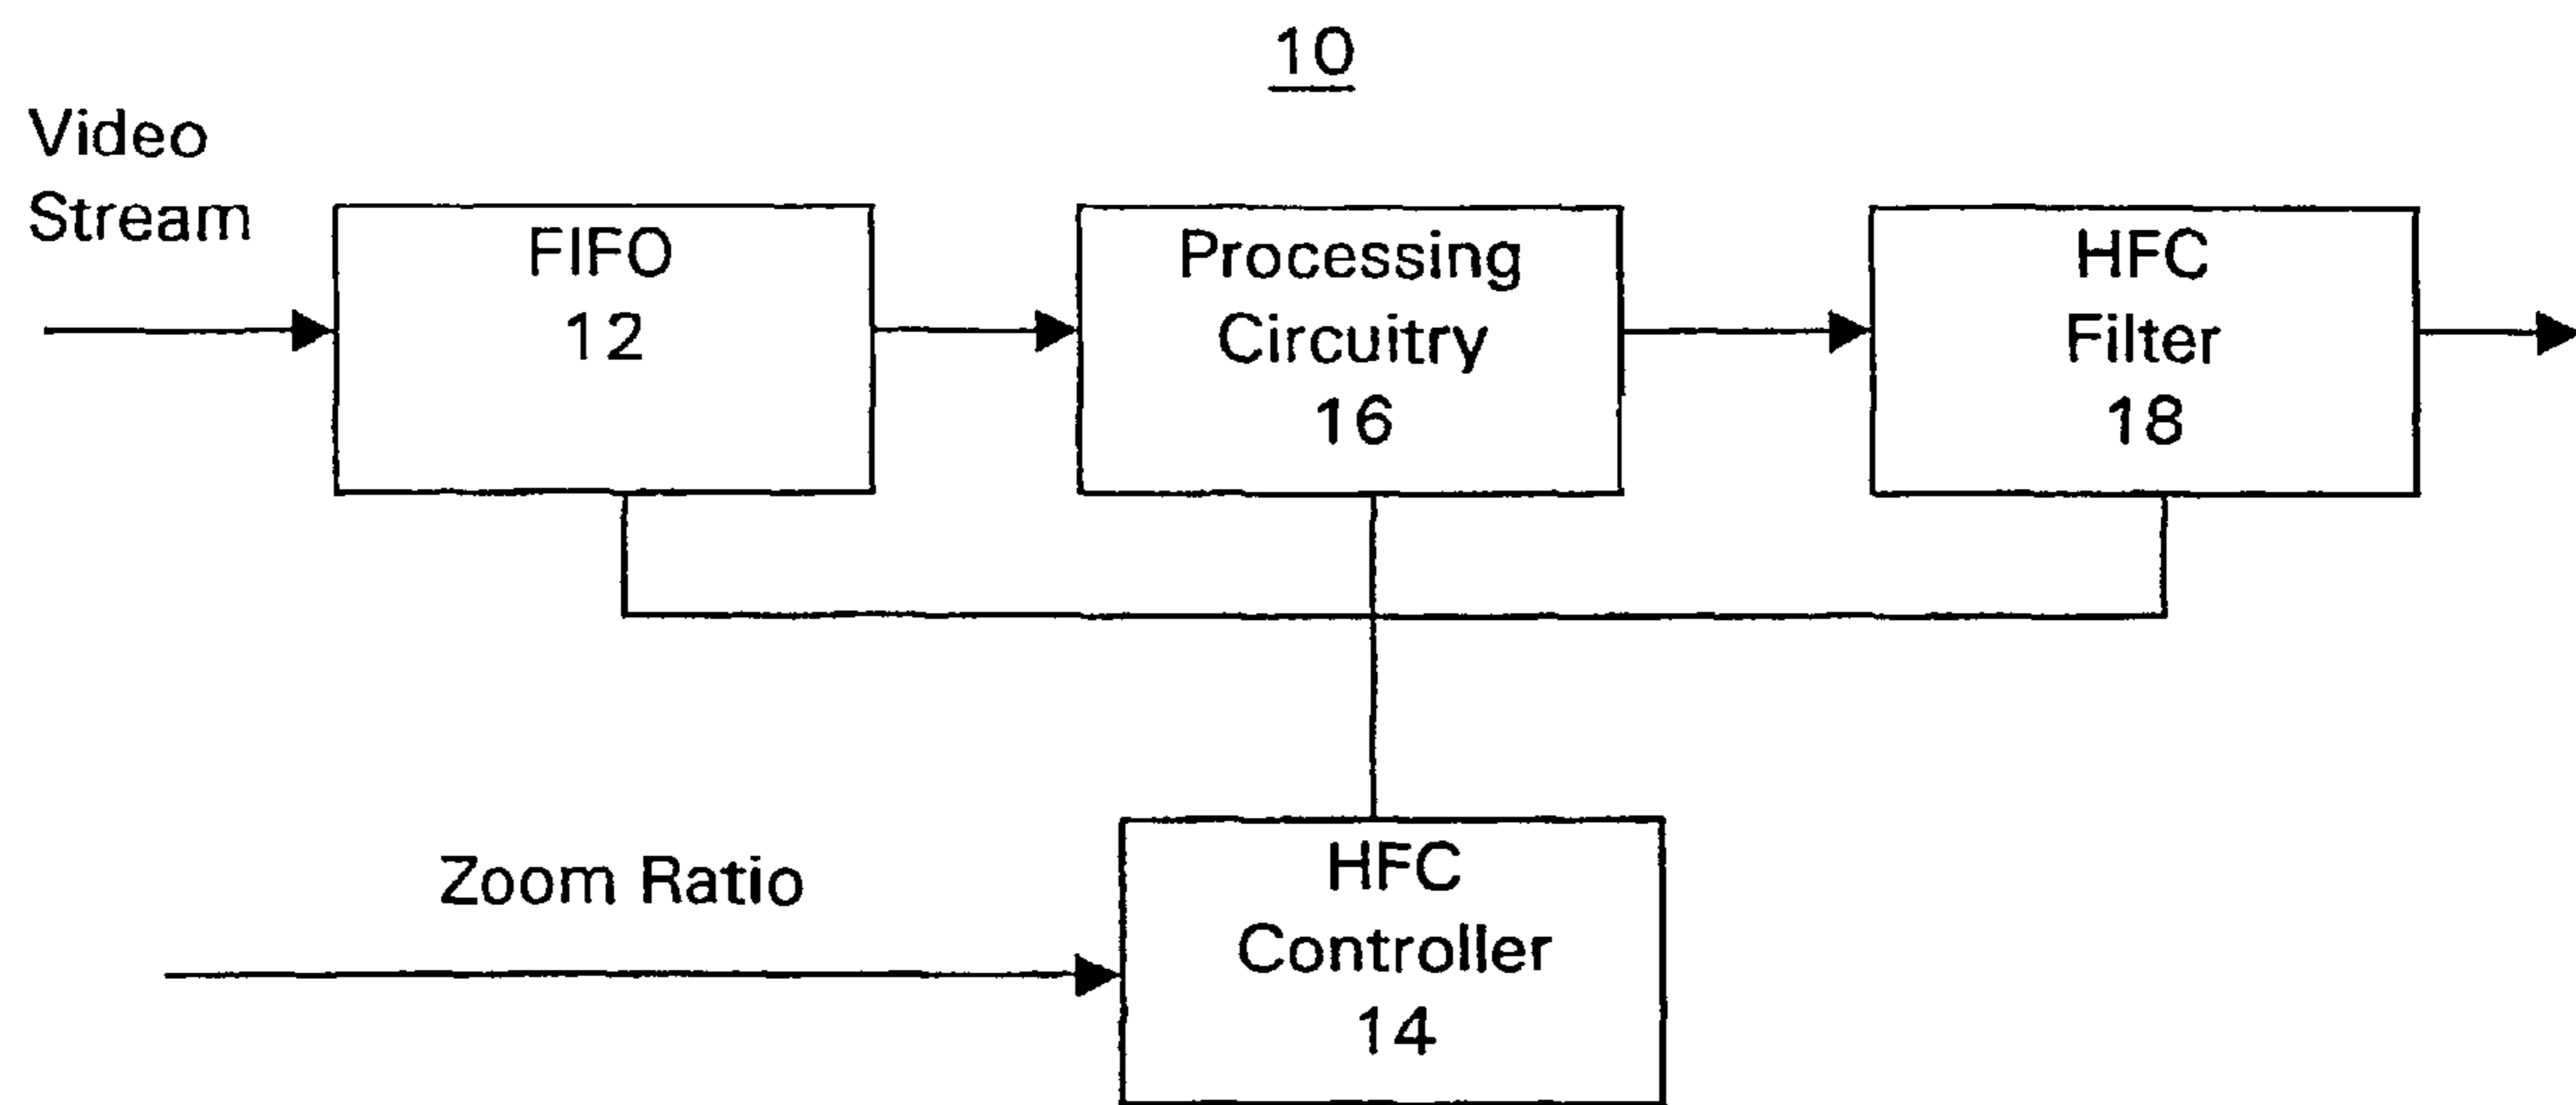 10
Video
Stream
FIFO
12
Processing
Circuitry
16
HFC
Filter
18
Zoom Ratio
HFC
Controller
14